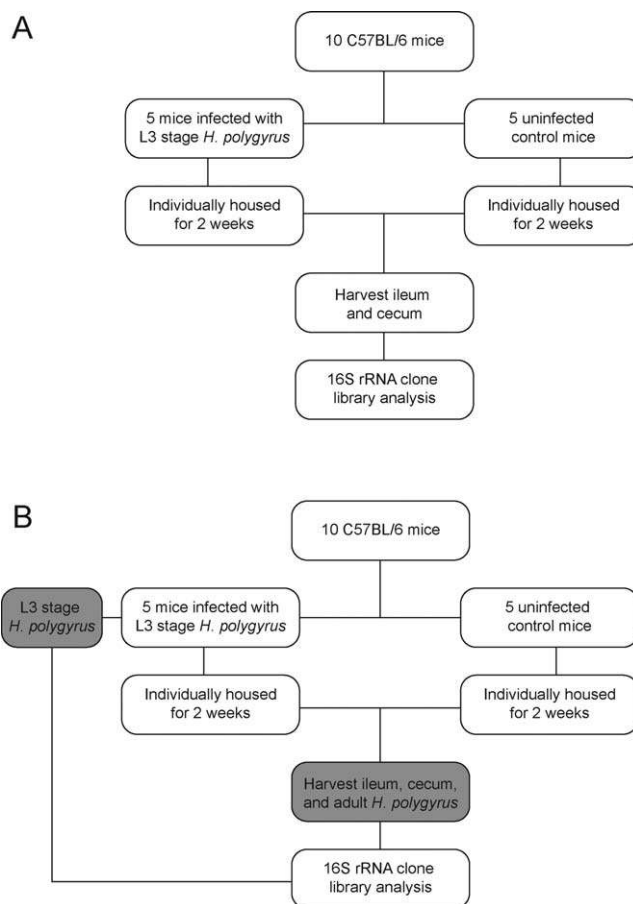 A
10 C57BL/6 mice
5 mice infected with
L3 stage H. polygyrus
5 uninfected
control mice
Individually housed
for 2 weeks
Individually housed
for 2 weeks
Harvest ileum
and cecum
16S rRNA clone
library analysis
B
10 C57BL/6 mice
L3 stage
H. polygyrus
5 mice infected with
L3 stage H. polygyrus
5 uninfected
control mice
Individually housed
for 2 weeks
Individually housed
for 2 weeks
Harvest ileum, cecum,
and adult H. polygyrus
16S rRNA clone
library analysis